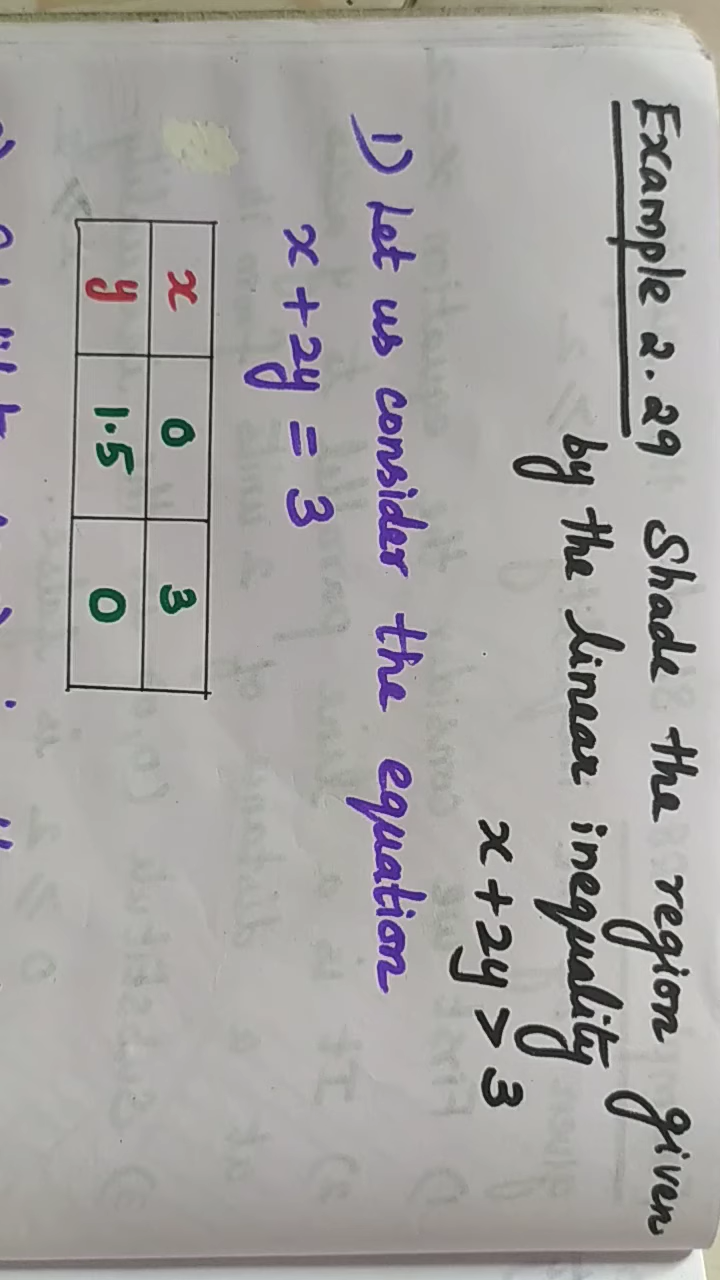 Example 2.29 Shade the region given
by the linear inequality
x + 2y > 3
1) Let us consider the equation
x + 2y = 3
x 0 3
y 1.5 0